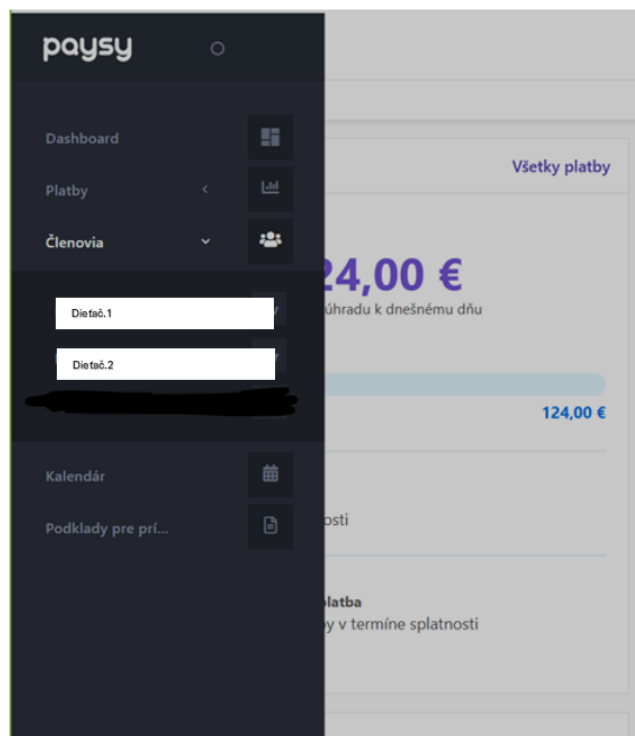 paysy
Dashboard
Všetky platby
Platby
Členovia
24,00 €
úhradu k dnešnému dňu
Dieťač.1
Dieťač.2
124,00 €
Kalendár
Podklady pre prí...
osti
platba
y v termíne splatnosti